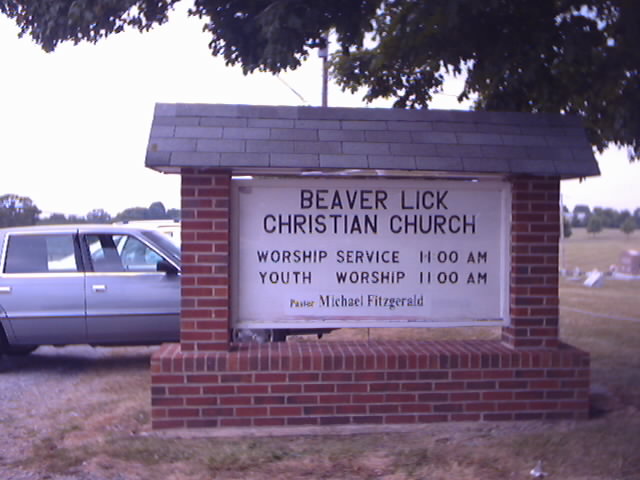 BEAVER LICK
CHRISTIAN CHURCH
WORSHIP SERVICE 11:00 AM
YOUTH WORSHIP 11 00 AM
Pastor Michael Fitzgerald